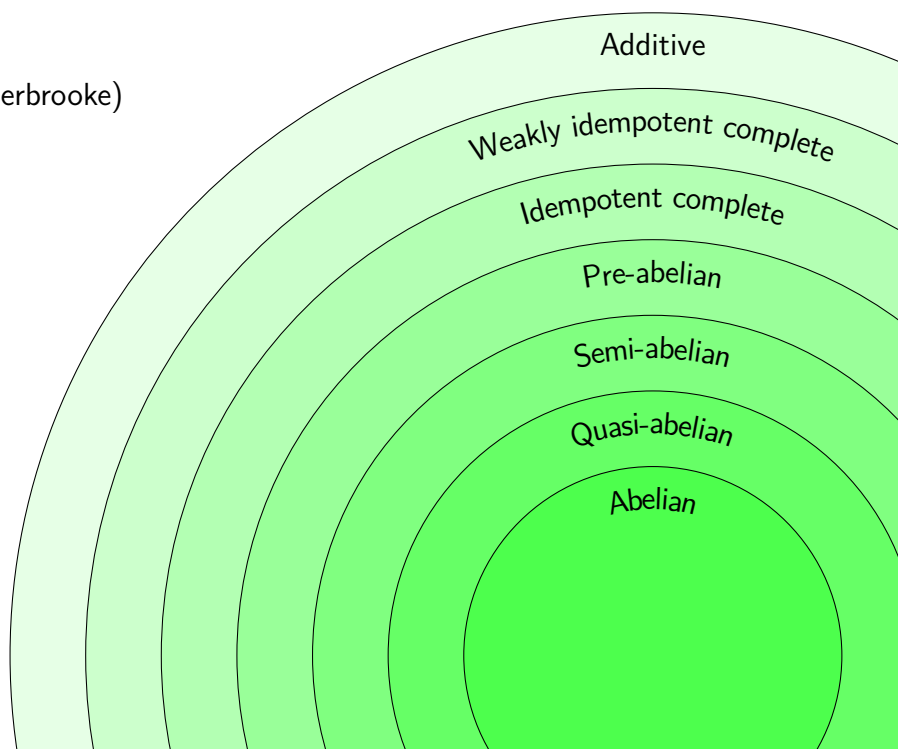 Additive
erbrooke)
Weakly idempotent complete
Idempotent complete
Pre-abelian
Semi-abelian
Quasi-abelian
Abelian